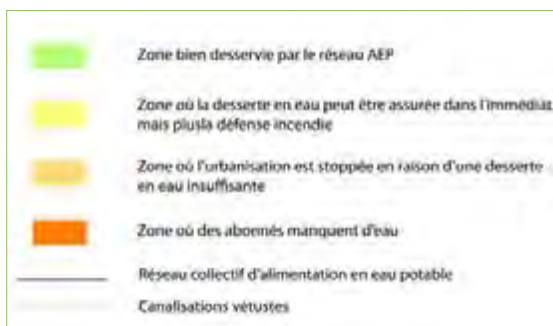 Zone bien desservie par le réseau AEP
Zone où la desserte en eau peut être assurée dans l'immédiat
mais plusla défense incendie
Zone où l'urbanisation est stoppée en raison d'une desserte
en eau insuffisante
Zone où des abonnés manquent d'eau
Réseau collectif d'alimentation en eau potable
Canalisations vétustes